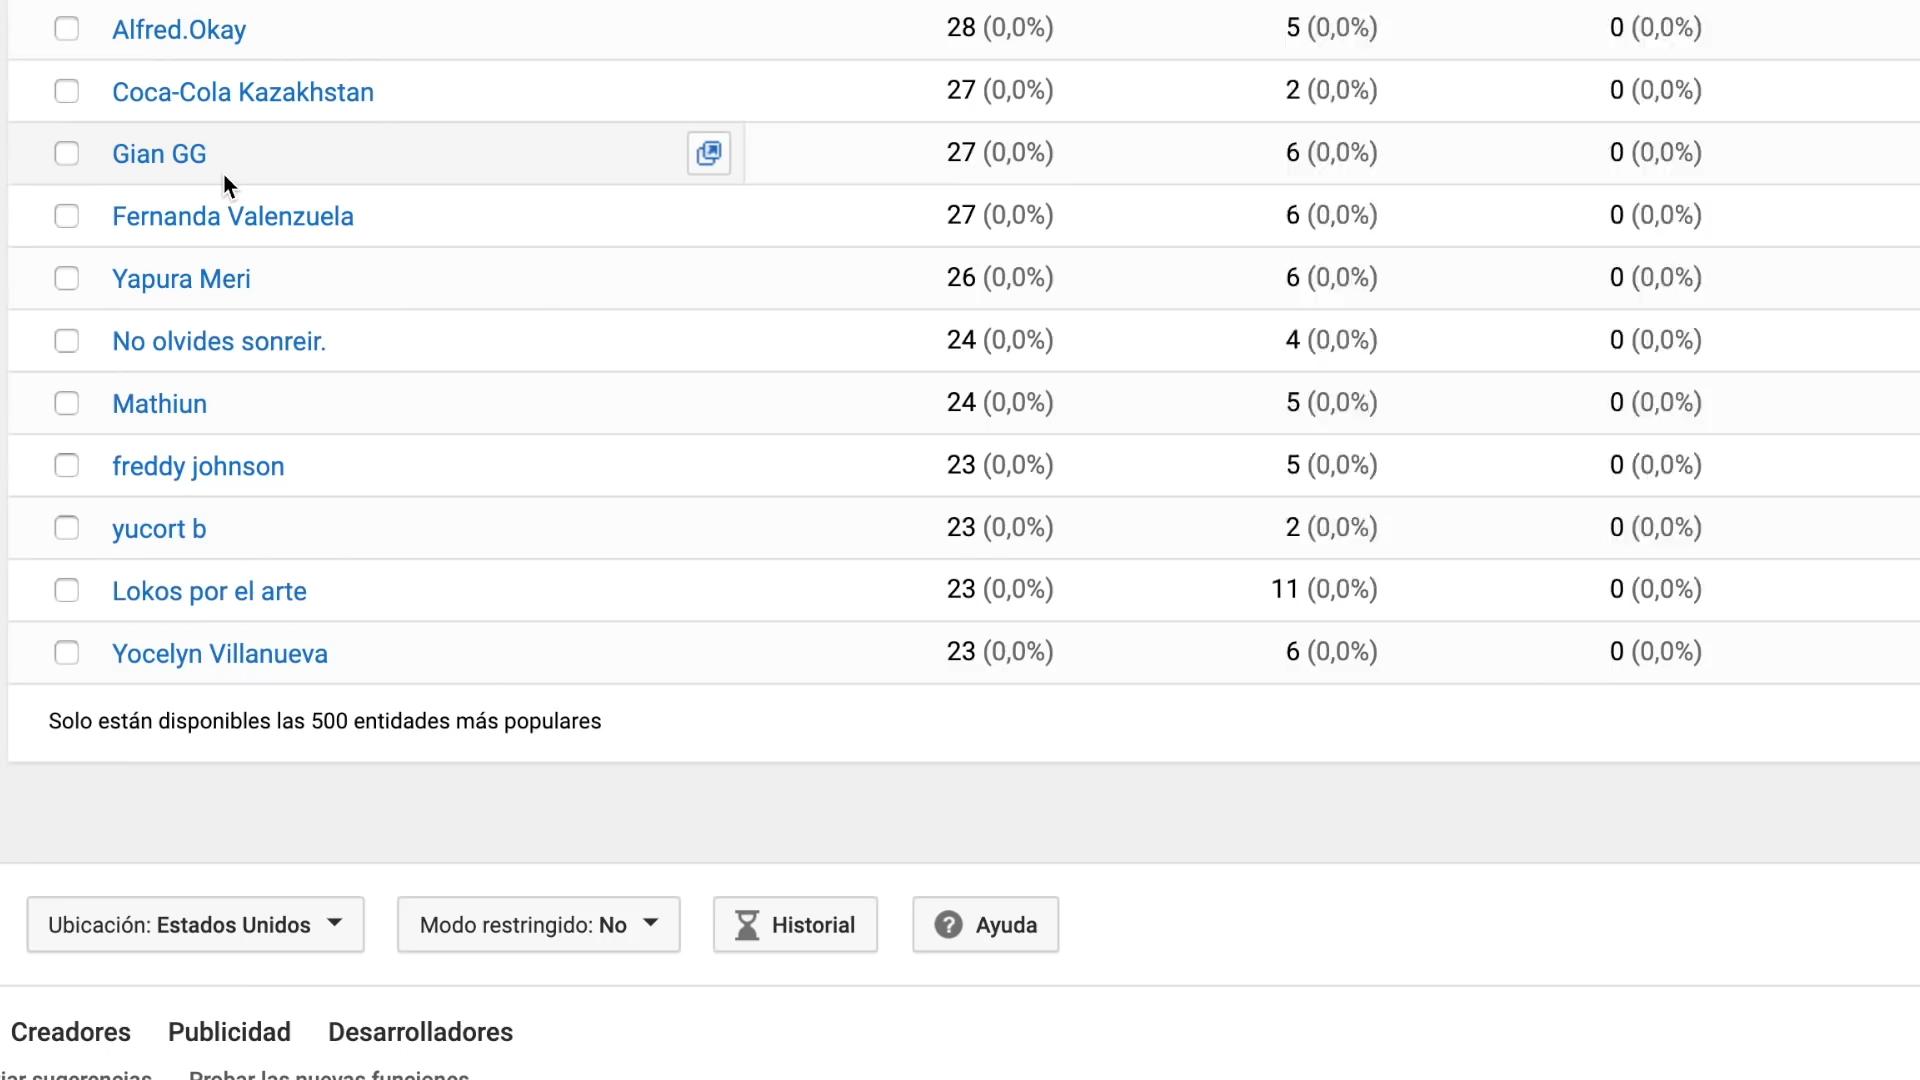 Alfred.Okay 28 (0,0%) 5 (0,0%) 0 (0,0%)
Coca-Cola Kazakhstan 27 (0,0%) 2 (0,0%) 0 (0,0%)
Gian GG 27 (0,0%) 6 (0,0%) 0 (0,0%)
Fernanda Valenzuela 27 (0,0%) 6 (0,0%) 0 (0,0%)
Yapura Meri 26 (0,0%) 6 (0,0%) 0 (0,0%)
No olvides sonreir. 24 (0,0%) 4 (0,0%) 0 (0,0%)
Mathiun 24 (0,0%) 5 (0,0%) 0 (0,0%)
freddy johnson 23 (0,0%) 5 (0,0%) 0 (0,0%)
yucort b 23 (0,0%) 2 (0,0%) 0 (0,0%)
Lokos por el arte 23 (0,0%) 11 (0,0%) 0 (0,0%)
Yocelyn Villanueva 23 (0,0%) 6 (0,0%) 0 (0,0%)
Solo están disponibles las 500 entidades más populares
Ubicación: Estados Unidos Modo restringido: No Historial ? Ayuda
Creadores Publicidad Desarrolladores
sugerencias Probar las nuevas funciones